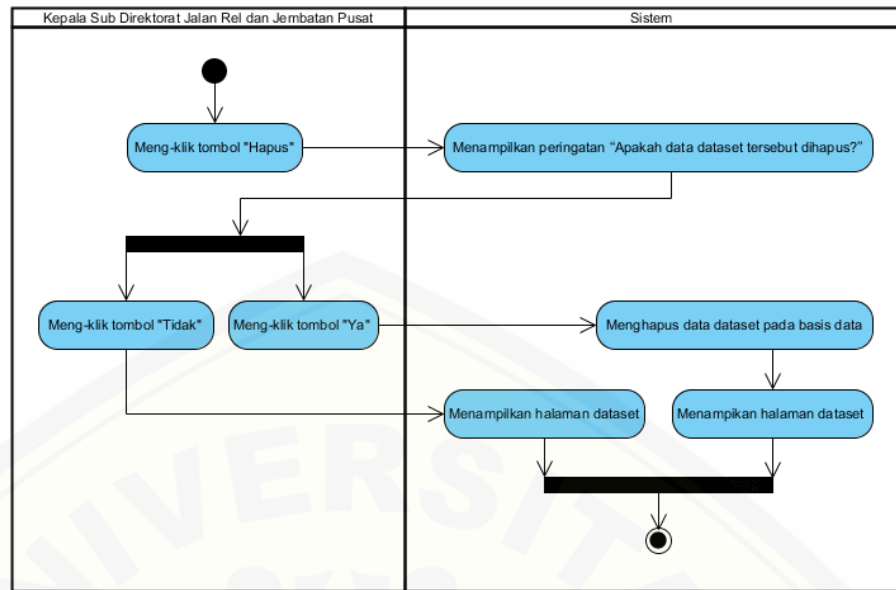 Kepala Sub Direktorat Jalan Rel dan Jembatan Pusat
Sistem
Meng-klik tombol "Hapus"
Menampilkan peringatan “Apakah data dataset tersebut dihapus?”
Meng-klik tombol "Tidak"
Meng-klik tombol "Ya"
Menghapus data dataset pada basis data
Menampilkan halaman dataset
Menampikan halaman dataset
UNIVERSITA